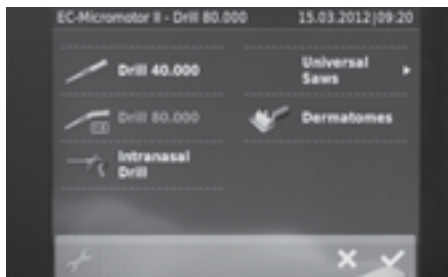 EC-Micromotor II - Drill 80.000 15.03.2012|09:20
Drill 40.000
Universal
Saws
Drill 80.000
Dermatomes
Intranasal
Drill